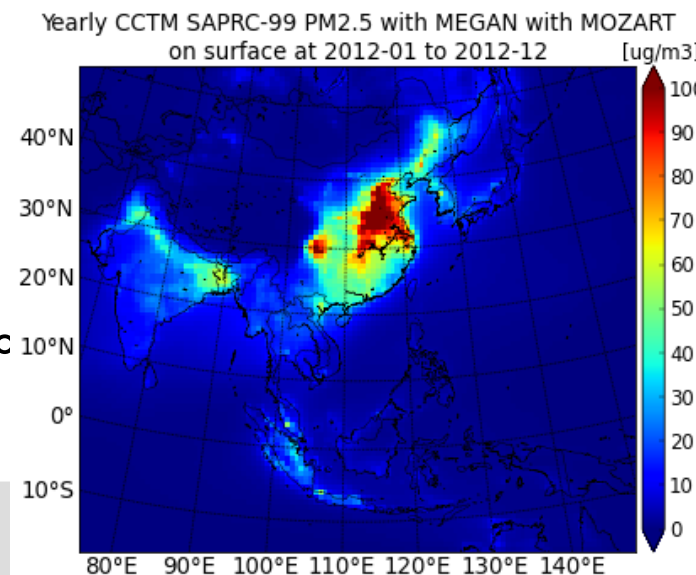 Yearly CCTM SAPRC-99 PM2.5 with MEGAN with MOZART
on surface at 2012-01 to 2012-12
[ug/m3]
100
90
80
70
60
50
40
30
20
10
0
40°N
30°N
20°N
10°N
0°
10°S
80°E 90°E 100°E 110°E 120°E 130°E 140°E